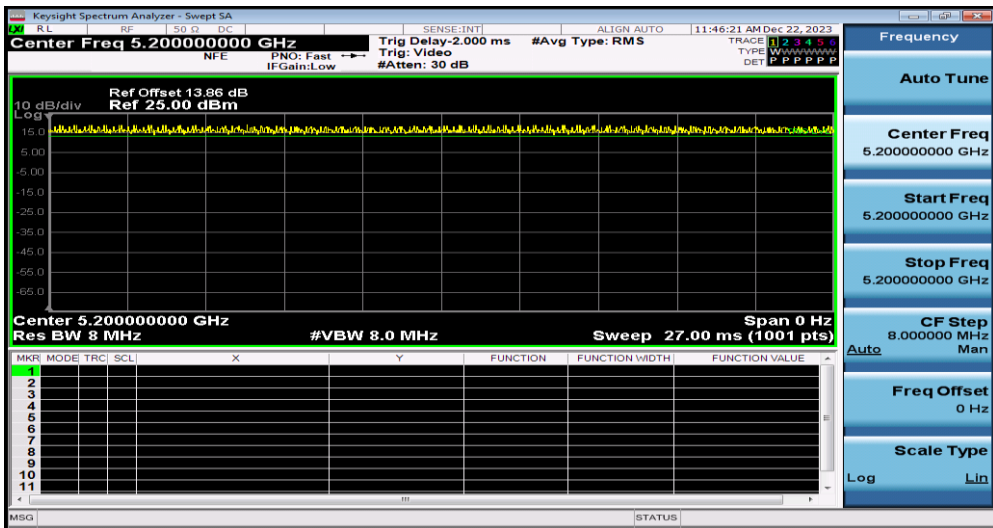 Keysight Spectrum Analyzer - Swept SA
LXI RL RF 50 Ω DC SENSE:INT ALIGN AUTO 11:46:21 AM Dec 22, 2023
Center Freq 5.200000000 GHz
NFE
PNO: Fast
IFGain:Low
Trig Delay-2.000 ms #Avg Type: RMS
Trig: Video
#Atten: 30 dB
TRACE 1 2 3 4 5 6
TYPE WWWWWW
DET P P P P P P
Ref Offset 13.86 dB
10 dB/div Ref 25.00 dBm
Log
15.0
5.00
-5.00
-15.0
-25.0
-35.0
-45.0
-55.0
-65.0
Center 5.200000000 GHz Span 0 Hz
Res BW 8 MHz #VBW 8.0 MHz Sweep 27.00 ms (1001 pts)
MKR MODE TRC SCL X Y FUNCTION FUNCTION WIDTH FUNCTION VALUE
1
2
3
4
5
6
7
8
9
10
11
MSG STATUS
Frequency
Auto Tune
Center Freq
5.200000000 GHz
Start Freq
5.200000000 GHz
Stop Freq
5.200000000 GHz
CF Step
8.000000 MHz
Auto Man
Freq Offset
0 Hz
Scale Type
Log Lin